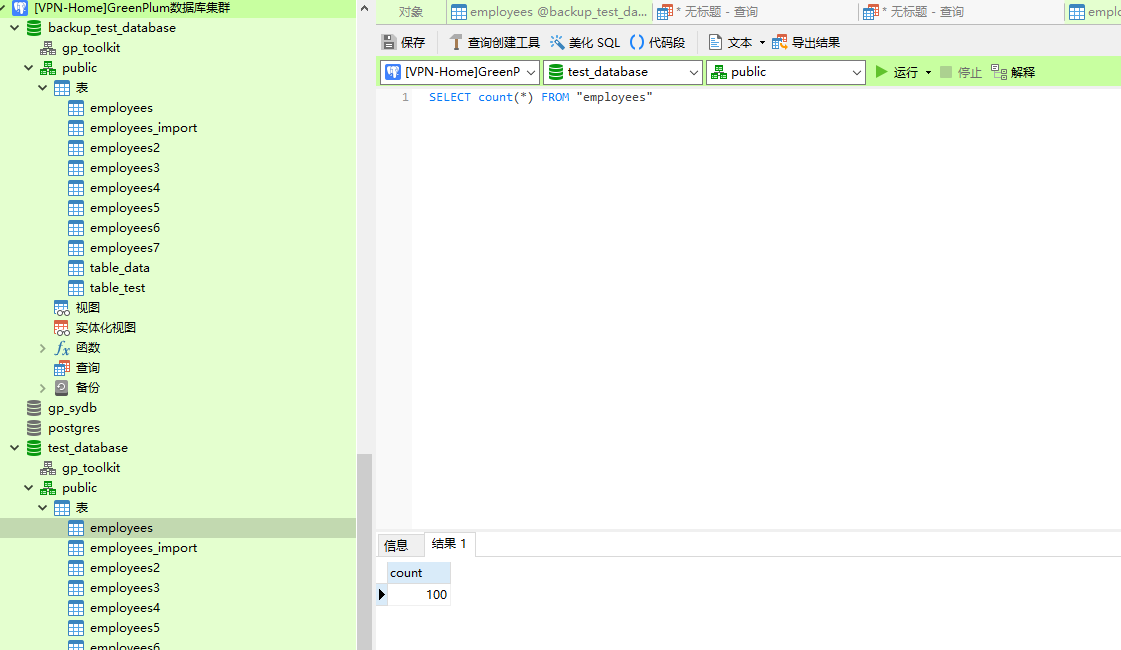 [VPN-Home]GreenPlum数据库集群
backup_test_database
gp_toolkit
public
表
employees
employees_import
employees2
employees3
employees4
employees5
employees6
employees7
table_data
table_test
视图
实体化视图
fx 函数
查询
备份
gp_sydb
postgres
test_database
gp_toolkit
public
表
employees
employees_import
employees2
employees3
employees4
employees5
employees6
对象 employees @backup_test_da... * 无标题 - 查询 * 无标题 - 查询 emplo
保存 查询创建工具 美化 SQL () 代码段 文本 导出结果
[VPN-Home]GreenP test_database public 运行 停止 解释
1 SELECT count(*) FROM "employees"
信息 结果 1
count
100